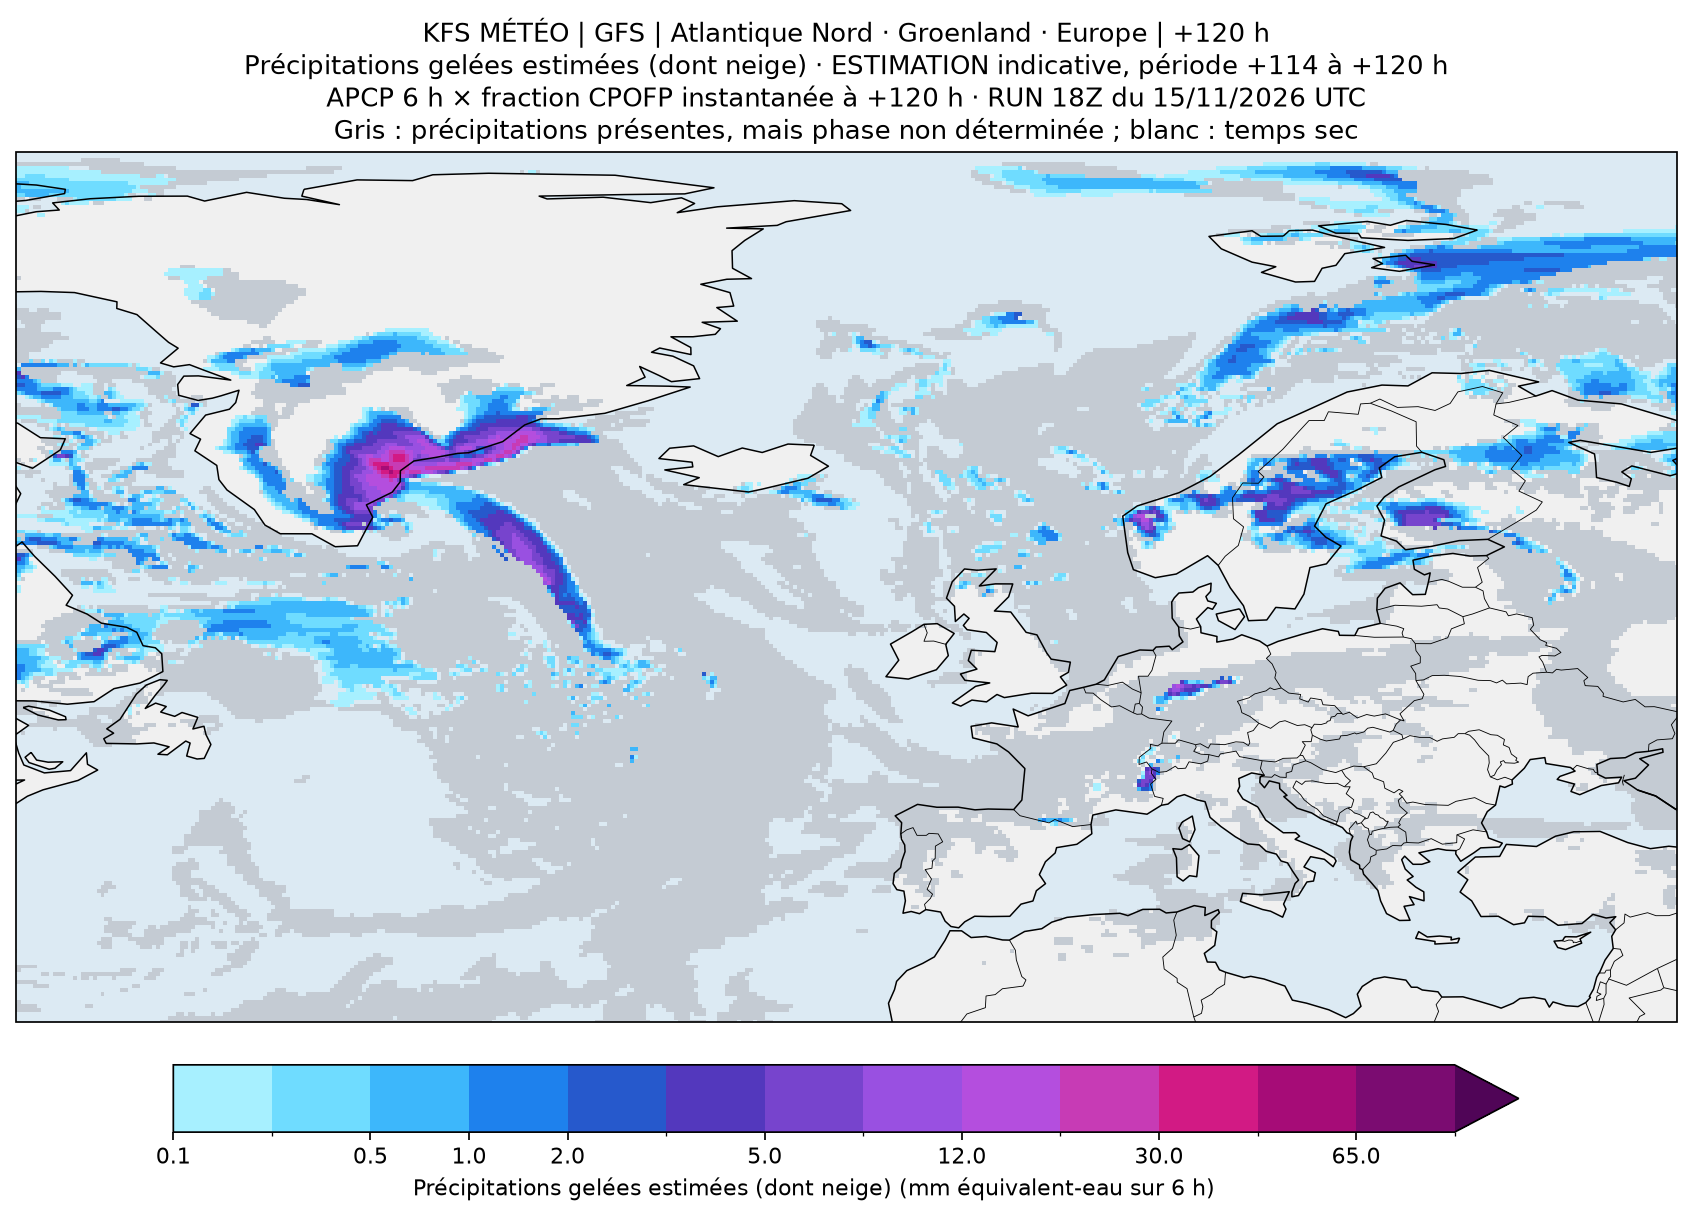 KFS MÉTÉO | GFS | Atlantique Nord · Groenland · Europe | +120 h
Précipitations gelées estimées (dont neige) · ESTIMATION indicative, période +114 à +120 h
APCP 6 h × fraction CPOFP instantanée à +120 h · RUN 18Z du 15/11/2026 UTC
Gris : précipitations présentes, mais phase non déterminée ; blanc : temps sec
0.1 0.5 1.0 2.0 5.0 12.0 30.0 65.0
Précipitations gelées estimées (dont neige) (mm équivalent-eau sur 6 h)